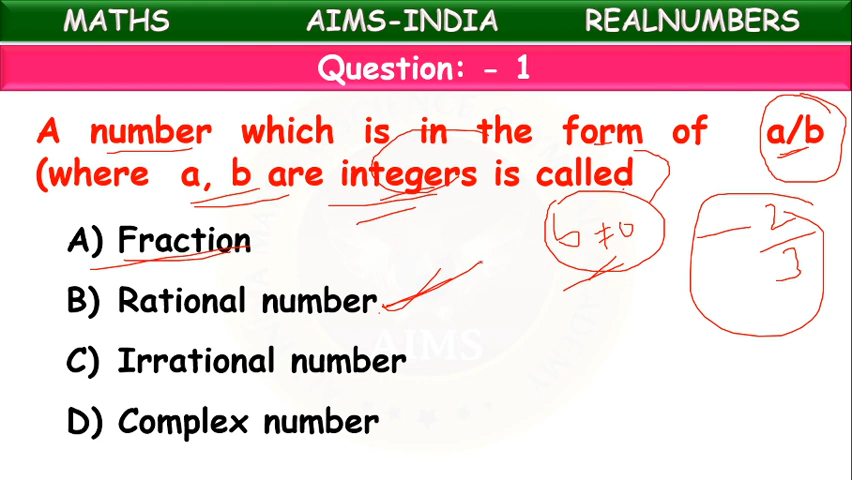 MATHS AIMS-INDIA REALNUMBERS
Question: - 1
A number which is in the form of a/b
(where a, b are integers is called
A) Fraction
b ≠ 0
- 2/3
B) Rational number
C) Irrational number
AIMS
D) Complex number